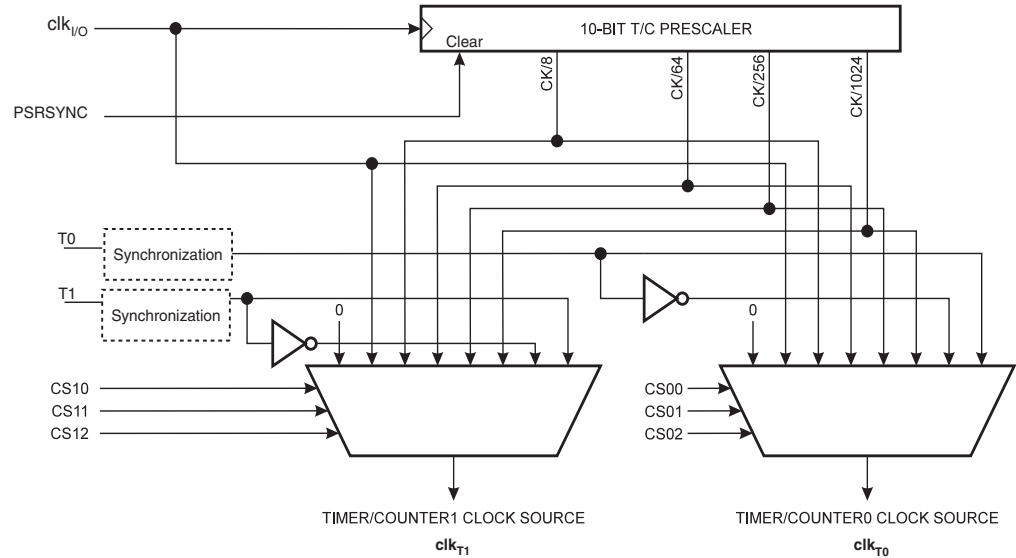 clkI/O
10-BIT T/C PRESCALER
Clear
CK/8
CK/64
CK/256
CK/1024
PSRSYNC
T0
Synchronization
T1
Synchronization
0
0
CS10
CS11
CS12
CS00
CS01
CS02
TIMER/COUNTER1 CLOCK SOURCE
clkT1
TIMER/COUNTER0 CLOCK SOURCE
clkT0